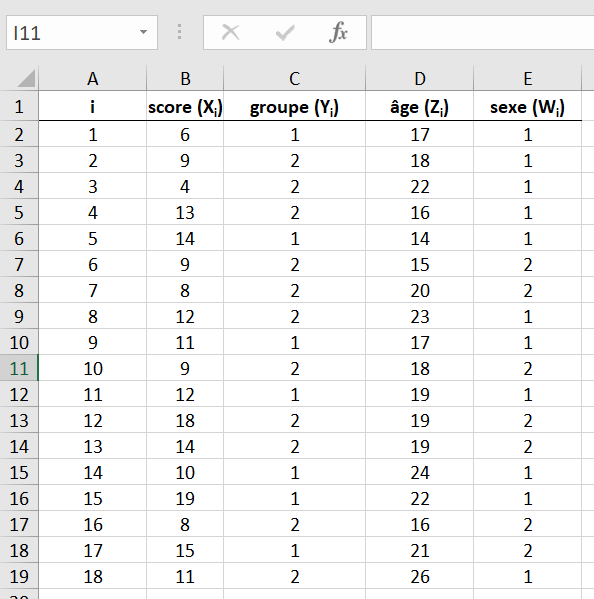 I11 fx
A B C D E
1 i score (Xi) groupe (Yi) âge (Zi) sexe (Wi)
2 1 6 1 17 1
3 2 9 2 18 1
4 3 4 2 22 1
5 4 13 2 16 1
6 5 14 1 14 1
7 6 9 2 15 2
8 7 8 2 20 2
9 8 12 2 23 1
10 9 11 1 17 1
11 10 9 2 18 2
12 11 12 1 19 1
13 12 18 2 19 2
14 13 14 2 19 2
15 14 10 1 24 1
16 15 19 1 22 1
17 16 8 2 16 2
18 17 15 1 21 2
19 18 11 2 26 1